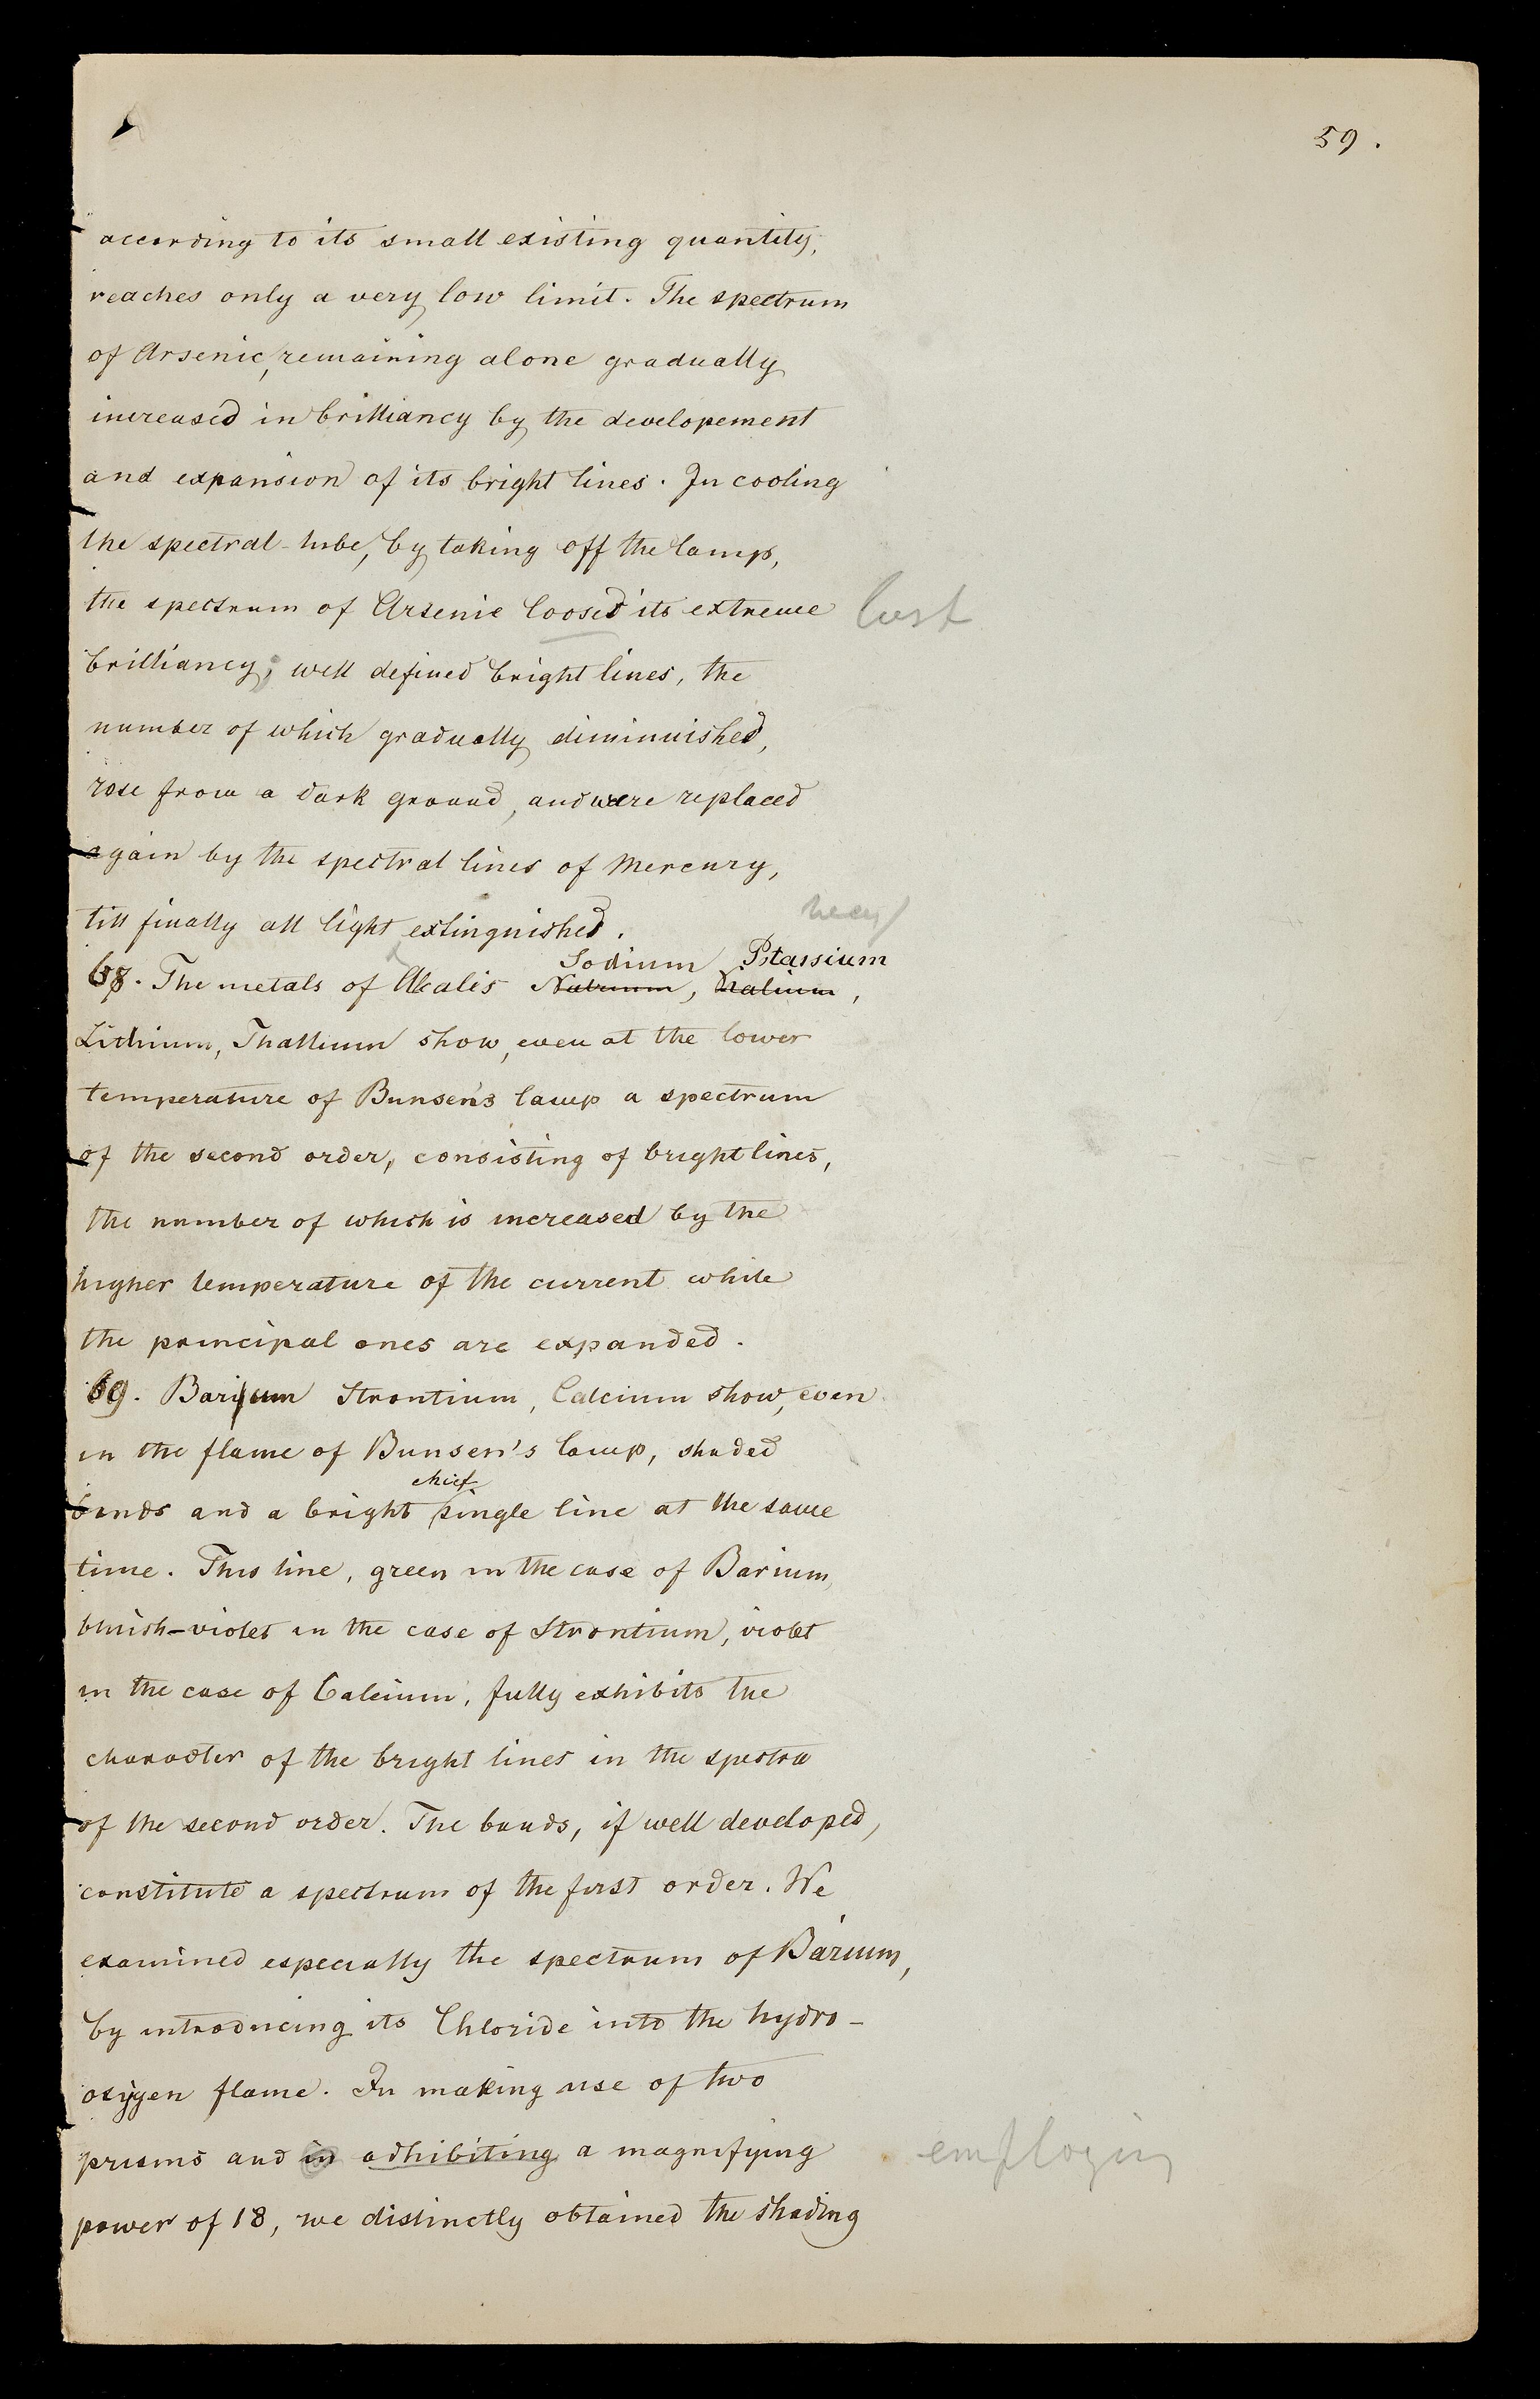 59.
according to its small existing quantity,
reaches only a very low limit. The spectrum
of Arsenic, remaining alone gradually
increased in brilliancy by the developement
and expansion of its bright lines. In cooling
the spectral-tube, by taking off the lamp,
the spectrum of Arsenic loosed its extreme lost
brilliancy; well defined bright lines, the
number of which gradually diminuished,
rose from a dark ground, and were replaced
again by the spectral lines of Mercury,
till finally all light extinguished.
Sodium Potassium
68. The metals of Alcalis Natrium, Kalium,
Lithium, Thallium show, even at the lower
temperature of Bunsen's lamp a spectrum
of the second order, consisting of bright lines,
the number of which is increased by the
higher temperature of the current while
the principal ones are expanded.
69. Barium Strontium, Calcium show, even
in the flame of Bunsen's lamp, shaded
chief
bands and a bright single line at the same
time. This line, green in the case of Barium,
bluish-violet in the case of Strontium, violet
in the case of Calcium, fully exhibits the
character of the bright lines in the spectra
of the second order. The bands, if well developed,
constitute a spectrum of the first order. We
examined especially the spectrum of Barium,
by introducing its Chloride into the hydro-
oxygen flame. In making use of two
prisms and in adhibiting a magnifying employing
power of 18, we distinctly obtained the shading